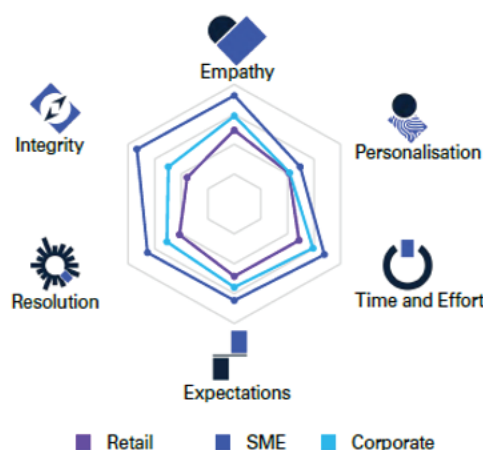 Empathy
Integrity
Personalisation
Resolution
Time and Effort
Expectations
Retail
SME
Corporate